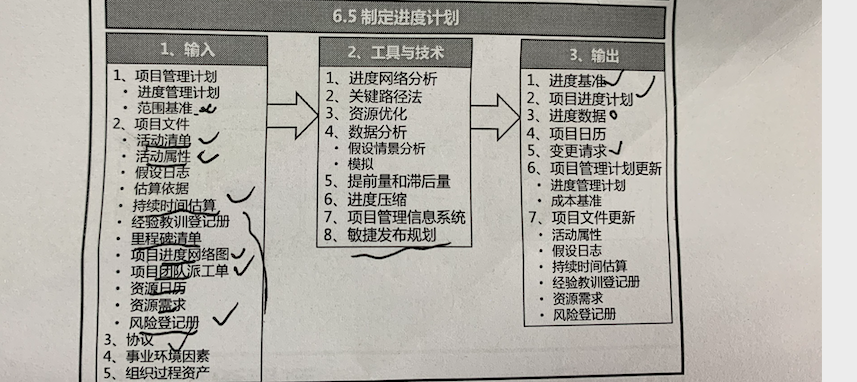 6.5 制定进度计划
1、输入
1、项目管理计划
· 进度管理计划
· 范围基准
2、项目文件
· 活动清单
· 活动属性
· 假设日志
· 估算依据
· 持续时间估算
· 经验教训登记册
· 里程碑清单
· 项目进度网络图
· 项目团队派工单
· 资源日历
· 资源需求
· 风险登记册
3、协议
4、事业环境因素
5、组织过程资产
2、工具与技术
1、进度网络分析
2、关键路径法
3、资源优化
4、数据分析
· 假设情景分析
· 模拟
5、提前量和滞后量
6、进度压缩
7、项目管理信息系统
8、敏捷发布规划
3、输出
1、进度基准
2、项目进度计划
3、进度数据
4、项目日历
5、变更请求
6、项目管理计划更新
· 进度管理计划
· 成本基准
7、项目文件更新
· 活动属性
· 假设日志
· 持续时间估算
· 经验教训登记册
· 资源需求
· 风险登记册